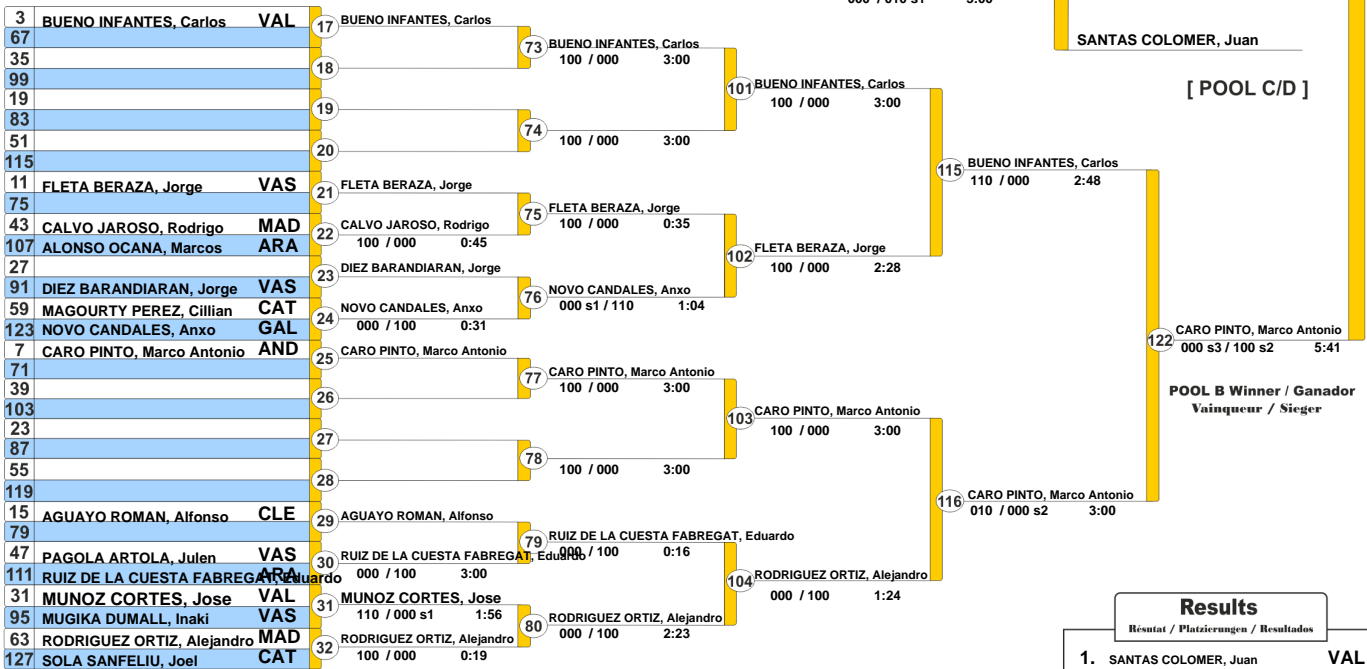 000 / 010 s1 3:00
SANTAS COLOMER, Juan
[ POOL C/D ]
3 BUENO INFANTES, Carlos VAL
67
35
99
19
83
51
115
11 FLETA BERAZA, Jorge VAS
75
43 CALVO JAROSO, Rodrigo MAD
107 ALONSO OCANA, Marcos ARA
27
91 DIEZ BARANDIARAN, Jorge VAS
59 MAGOURTY PEREZ, Cillian CAT
123 NOVO CANDALES, Anxo GAL
7 CARO PINTO, Marco Antonio AND
71
39
103
23
87
55
119
15 AGUAYO ROMAN, Alfonso CLE
79
47 PAGOLA ARTOLA, Julen VAS
111 RUIZ DE LA CUESTA FABREGAT, Eduardo ARA
31 MUNOZ CORTES, Jose VAL
95 MUGIKA DUMALL, Inaki VAS
63 RODRIGUEZ ORTIZ, Alejandro MAD
127 SOLA SANFELIU, Joel CAT
17 BUENO INFANTES, Carlos
18
19
20
21 FLETA BERAZA, Jorge
22 CALVO JAROSO, Rodrigo
100 / 000 0:45
23 DIEZ BARANDIARAN, Jorge
24 NOVO CANDALES, Anxo
000 / 100 0:31
25 CARO PINTO, Marco Antonio
26
27
28
29 AGUAYO ROMAN, Alfonso
30 RUIZ DE LA CUESTA FABREGAT, Eduardo
000 / 100 3:00
31 MUNOZ CORTES, Jose
110 / 000 s1 1:56
32 RODRIGUEZ ORTIZ, Alejandro
100 / 000 0:19
73 BUENO INFANTES, Carlos
100 / 000 3:00
74
100 / 000 3:00
75 FLETA BERAZA, Jorge
100 / 000 0:35
76 NOVO CANDALES, Anxo
000 s1 / 110 1:04
77 CARO PINTO, Marco Antonio
100 / 000 3:00
78
100 / 000 3:00
79 RUIZ DE LA CUESTA FABREGAT, Eduardo
000 / 100 0:16
80 RODRIGUEZ ORTIZ, Alejandro
000 / 100 2:23
101 BUENO INFANTES, Carlos
100 / 000 3:00
102 FLETA BERAZA, Jorge
100 / 000 2:28
103 CARO PINTO, Marco Antonio
100 / 000 3:00
104 RODRIGUEZ ORTIZ, Alejandro
000 / 100 1:24
115 BUENO INFANTES, Carlos
110 / 000 2:48
116 CARO PINTO, Marco Antonio
010 / 000 s2 3:00
122 CARO PINTO, Marco Antonio
000 s3 / 100 s2 5:41
POOL B Winner / Ganador
Vainqueur / Sieger
Results
Résutat / Platzierungen / Resultados
1. SANTAS COLOMER, Juan VAL